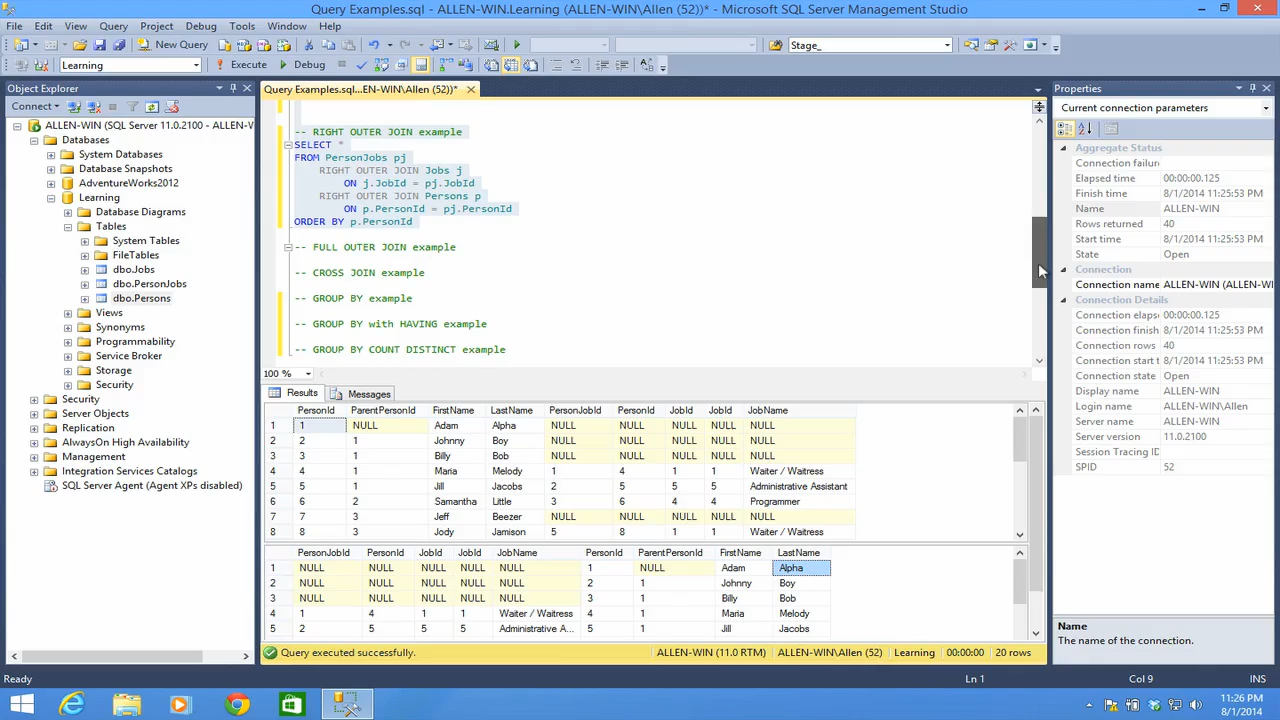 Query Examples.sql - ALLEN-WIN.Learning (ALLEN-WIN\Allen (52))* - Microsoft SQL Server Management Studio
File Edit View Query Project Debug Tools Window Help
New Query Stage_
Learning Execute Debug
Object Explorer
Connect
ALLEN-WIN (SQL Server 11.0.2100 - ALLEN-W
Databases
System Databases
Database Snapshots
AdventureWorks2012
Learning
Database Diagrams
Tables
System Tables
FileTables
dbo.Jobs
dbo.PersonJobs
dbo.Persons
Views
Synonyms
Programmability
Service Broker
Storage
Security
Security
Server Objects
Replication
AlwaysOn High Availability
Management
Integration Services Catalogs
SQL Server Agent (Agent XPs disabled)
Query Examples.sql...EN-WIN\Allen (52))*
-- RIGHT OUTER JOIN example
SELECT *
FROM PersonJobs pj
RIGHT OUTER JOIN Jobs j
ON j.JobId = pj.JobId
RIGHT OUTER JOIN Persons p
ON p.PersonId = pj.PersonId
ORDER BY p.PersonId
-- FULL OUTER JOIN example
-- CROSS JOIN example
-- GROUP BY example
-- GROUP BY with HAVING example
-- GROUP BY COUNT DISTINCT example
100 %
Results Messages
PersonId ParentPersonId FirstName LastName PersonJobId PersonId JobId JobId JobName
1 1 NULL Adam Alpha NULL NULL NULL NULL NULL
2 2 1 Johnny Boy NULL NULL NULL NULL NULL
3 3 1 Billy Bob NULL NULL NULL NULL NULL
4 4 1 Maria Melody 1 4 1 1 Waiter / Waitress
5 5 1 Jill Jacobs 2 5 5 5 Administrative Assistant
6 6 2 Samantha Little 3 6 4 4 Programmer
7 7 3 Jeff Beezer NULL NULL NULL NULL NULL
8 8 3 Jody Jamison 5 8 1 1 Waiter / Waitress
PersonJobId PersonId JobId JobId JobName PersonId ParentPersonId FirstName LastName
1 NULL NULL NULL NULL NULL 1 NULL Adam Alpha
2 NULL NULL NULL NULL NULL 2 1 Johnny Boy
3 NULL NULL NULL NULL NULL 3 1 Billy Bob
4 1 4 1 1 Waiter / Waitress 4 1 Maria Melody
5 2 5 5 5 Administrative A... 5 1 Jill Jacobs
Query executed successfully. ALLEN-WIN (11.0 RTM) ALLEN-WIN\Allen (52) Learning 00:00:00 20 rows
Properties
Current connection parameters
Aggregate Status
Connection failur
Elapsed time 00:00:00.125
Finish time 8/1/2014 11:25:53 PM
Name ALLEN-WIN
Rows returned 40
Start time 8/1/2014 11:25:53 PM
State Open
Connection
Connection name ALLEN-WIN (ALLEN-W
Connection Details
Connection elaps 00:00:00.125
Connection finish 8/1/2014 11:25:53 PM
Connection rows 40
Connection start t 8/1/2014 11:25:53 PM
Connection state Open
Display name ALLEN-WIN
Login name ALLEN-WIN\Allen
Server name ALLEN-WIN
Server version 11.0.2100
Session Tracing ID
SPID 52
Name
The name of the connection.
Ready Ln 1 Col 9 INS
11:26 PM
8/1/2014